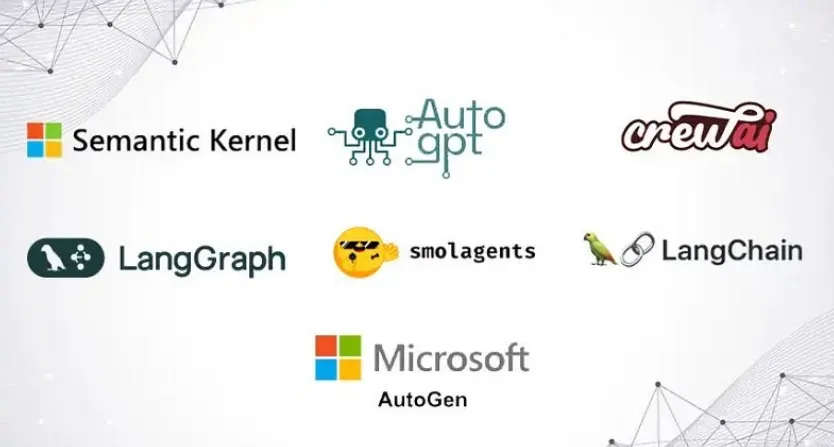 Semantic Kernel
Auto
gpt
crewai
LangGraph
smolagents
LangChain
Microsoft
AutoGen